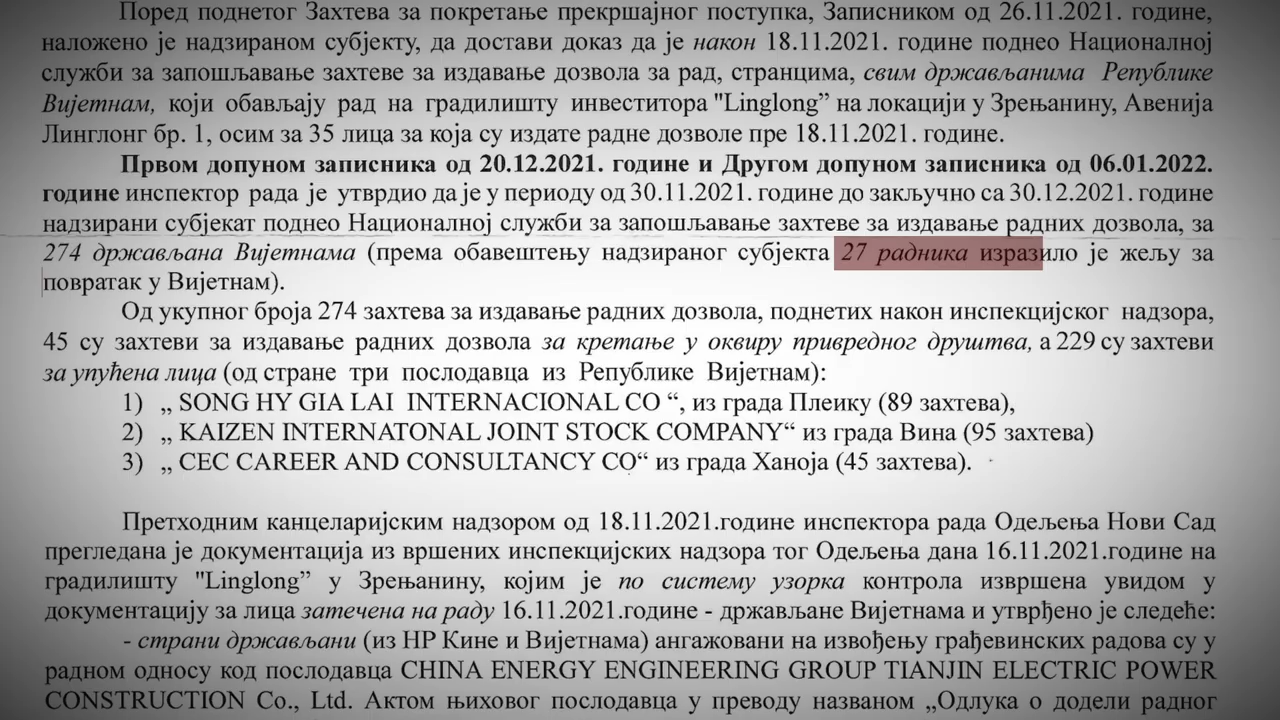 Поред поднетог Захтева за покретање прекршајног поступка, Записником од 26.11.2021. године,
наложено је надзираном субјекту, да достави доказ да је након 18.11.2021. године поднео Националној
служби за запошљавање захтеве за издавање дозвола за рад, странцима, свим држављанима Републике
Вијетнам, који обављају рад на градилишту инвеститора "Linglong” на локацији у Зрењанину, Авенија
Линглонг бр. 1, осим за 35 лица за која су издате радне дозволе пре 18.11.2021. године.
Првом допуном записника од 20.12.2021. године и Другом допуном записника од 06.01.2022.
године инспектор рада је утврдио да је у периоду од 30.11.2021. године до закључно са 30.12.2021. године
надзирани субјекат поднео Националној служби за запошљавање захтеве за издавање радних дозвола, за
274 држављана Вијетнама (према обавештењу надзираног субјекта 27 радника изразило је жељу за
повратак у Вијетнам).
Од укупног броја 274 захтева за издавање радних дозвола, поднетих након инспекцијског надзора,
45 су захтеви за издавање радних дозвола за кретање у оквиру привредног друштва, а 229 су захтеви
за упућена лица (од стране три послодавца из Републике Вијетнам):
1) „ SONG HY GIA LAI INTERNACIONAL CO “, из града Плеику (89 захтева),
2) „ KAIZEN INTERNATONAL JOINT STOCK COMPANY“ из града Вина (95 захтева)
3) „ CEC CAREER AND CONSULTANCY CO“ из града Ханоја (45 захтева).
Претходним канцеларијским надзором од 18.11.2021.године инспектора рада Одељења Нови Сад
прегледана је документација из вршених инспекцијских надзора тог Одељења дана 16.11.2021.године на
градилишту "Linglong” у Зрењанину, којим је по систему узорка контрола извршена увидом у
документацију за лица затечена на раду 16.11.2021.године - држављане Вијетнама и утврђено је следеће:
- страни држављани (из НР Кине и Вијетнама) ангажовани на извођењу грађевинских радова су у
радном односу код послодавца CHINA ENERGY ENGINEERING GROUP TIANJIN ELECTRIC POWER
CONSTRUCTION Co., Ltd. Актом њиховог послодавца у преводу названом „Одлука о додели радног